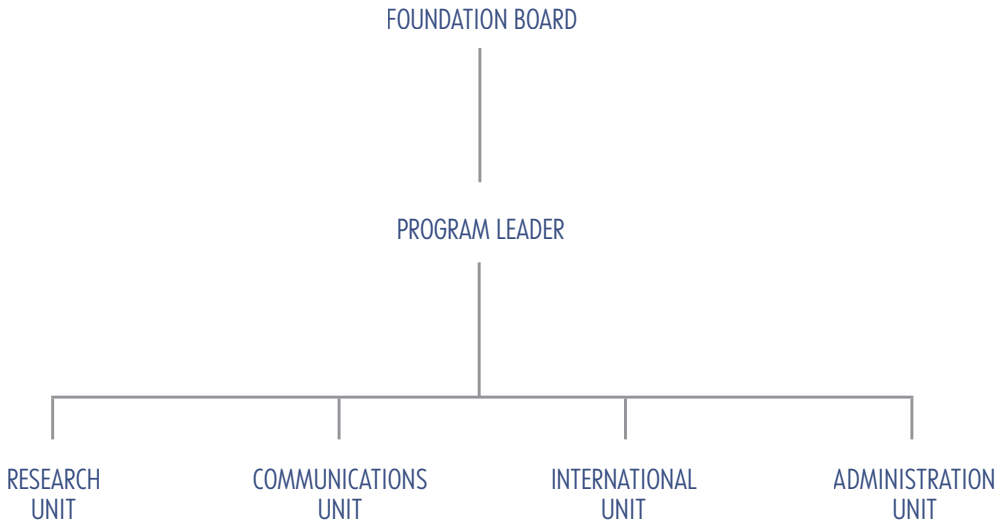 FOUNDATION BOARD
PROGRAM LEADER
RESEARCH
UNIT
COMMUNICATIONS
UNIT
INTERNATIONAL
UNIT
ADMINISTRATION
UNIT